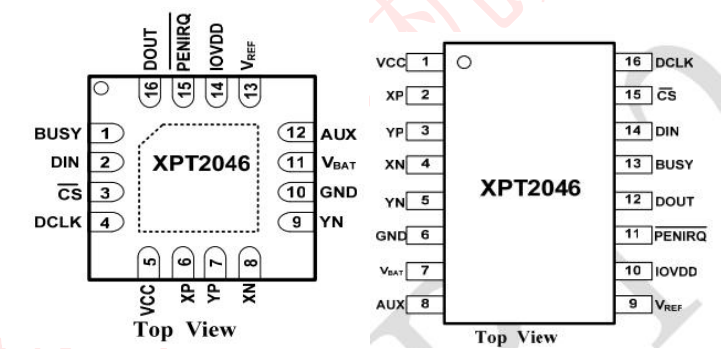 DOUT PENIRQ IOVDD VREF
16 15 14 13
BUSY 1 12 AUX
DIN 2 XPT2046 11 VBAT
CS 3 10 GND
DCLK 4 9 YN
5 6 7 8
VCC XP YP XN
Top View
VCC 1 16 DCLK
XP 2 15 CS
YP 3 14 DIN
XN 4 13 BUSY
XPT2046
YN 5 12 DOUT
GND 6 11 PENIRQ
VBAT 7 10 IOVDD
AUX 8 9 VREF
Top View